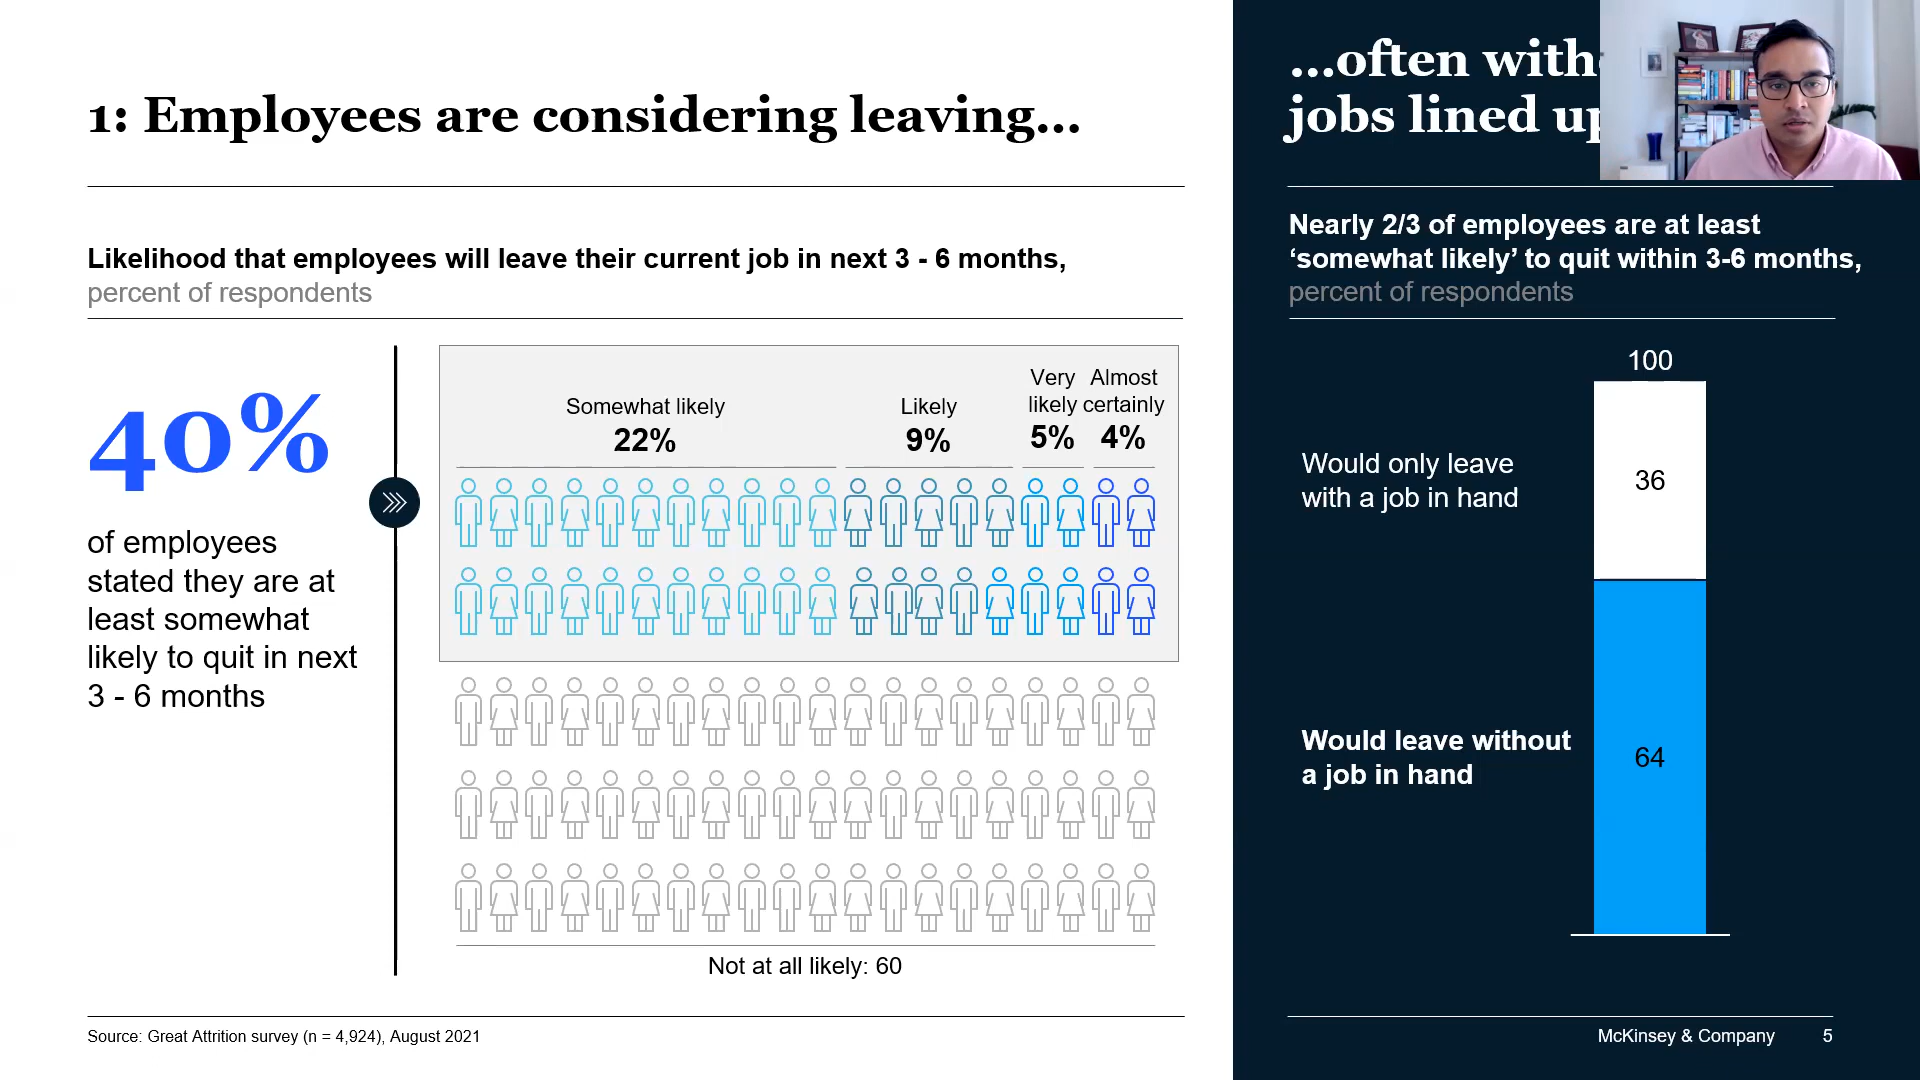 1: Employees are considering leaving...
Likelihood that employees will leave their current job in next 3 - 6 months,
percent of respondents
40%
of employees
stated they are at
least somewhat
likely to quit in next
3 - 6 months
Somewhat likely
22%
Likely
9%
Very
likely
5%
Almost
certainly
4%
Not at all likely: 60
Source: Great Attrition survey (n = 4,924), August 2021
...often
jobs lined
Nearly 2/3 of employees are at least
‘somewhat likely’ to quit within 3-6 months,
percent of respondents
100
Would only leave
with a job in hand
36
Would leave without
a job in hand
64
McKinsey & Company 5